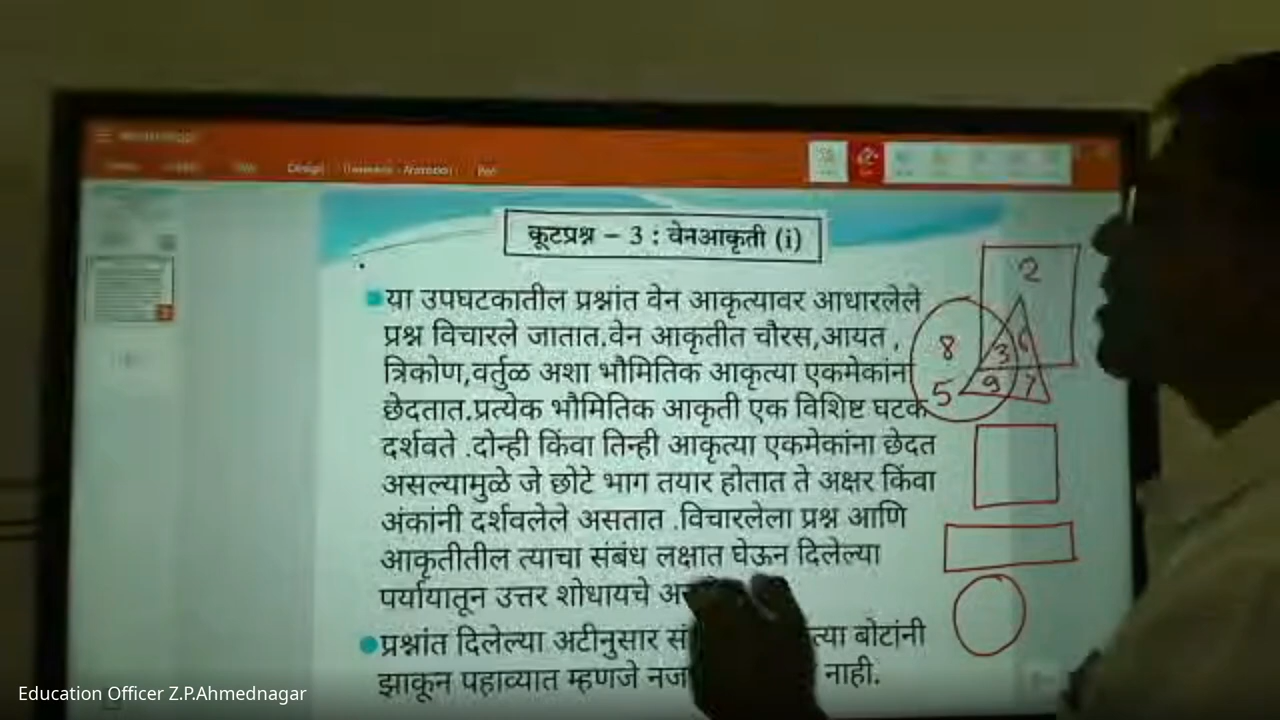 Design
Pen
कूटप्रश्न – 3 : वेनआकृती (i)
या उपघटकातील प्रश्नांत वेन आकृत्यावर आधारलेले
प्रश्न विचारले जातात.वेन आकृतीत चौरस,आयत ,
त्रिकोण,वर्तुळ अशा भौमितिक आकृत्या एकमेकांना
छेदतात.प्रत्येक भौमितिक आकृती एक विशिष्ट घटक
दर्शवते .दोन्ही किंवा तिन्ही आकृत्या एकमेकांना छेदत
असल्यामुळे जे छोटे भाग तयार होतात ते अक्षर किंवा
अंकांनी दर्शवलेले असतात .विचारलेला प्रश्न आणि
आकृतीतील त्याचा संबंध लक्षात घेऊन दिलेल्या
पर्यायातून उत्तर शोधायचे
प्रश्नांत दिलेल्या अटीनुसार बोटांनी
झाकून पहाव्यात म्हणजे नाही.
2
8 3 6
5 9 7
Education Officer Z.P.Ahmednagar